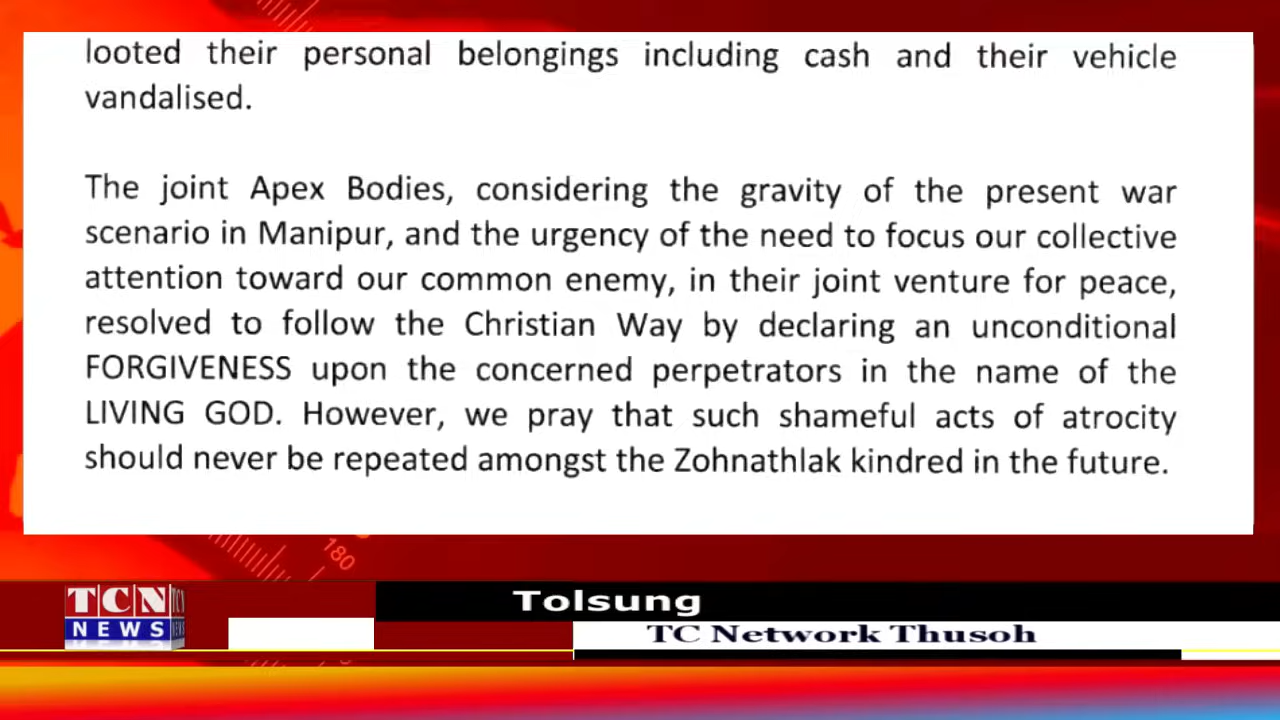 looted their personal belongings including cash and their vehicle
vandalised.
The joint Apex Bodies, considering the gravity of the present war
scenario in Manipur, and the urgency of the need to focus our collective
attention toward our common enemy, in their joint venture for peace,
resolved to follow the Christian Way by declaring an unconditional
FORGIVENESS upon the concerned perpetrators in the name of the
LIVING GOD. However, we pray that such shameful acts of atrocity
should never be repeated amongst the Zohnathlak kindred in the future.
180
TCN
NEWS
TCN
NEWS
Tolsung
TC Network Thusoh